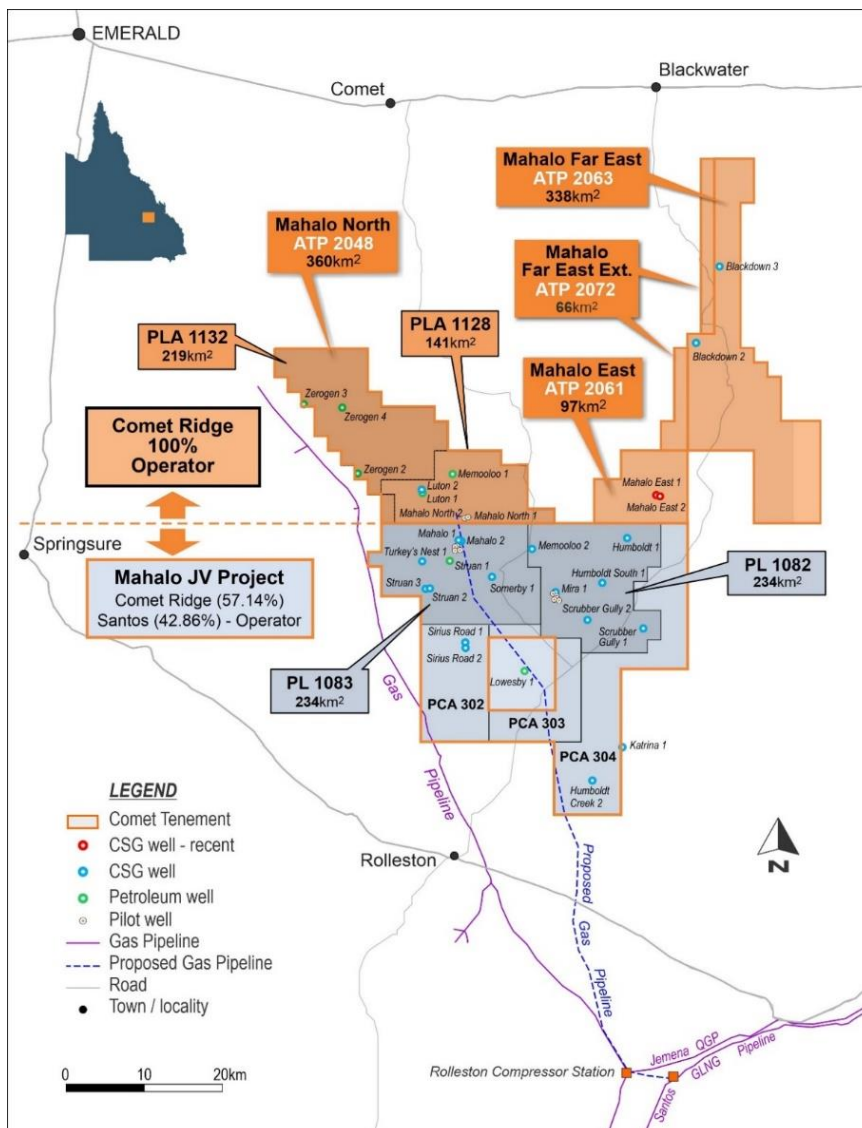 EMERALD
Comet
Blackwater
Mahalo Far East
ATP 2063
338km²
Mahalo North
ATP 2048
360km²
Mahalo
Far East Ext.
ATP 2072
66km²
Blackdown 3
PLA 1132
219km²
PLA 1128
141km²
Blackdown 2
Mahalo East
ATP 2061
97km²
Zerogen 3
Zerogen 4
Comet Ridge
100%
Operator
Zerogen 2
Memooloo 1
Luton 2
Luton 1
Mahalo East 1
Mahalo East 2
Mahalo North 2
Mahalo North 1
Springsure
Mahalo JV Project
Comet Ridge (57.14%)
Santos (42.86%) - Operator
Mahalo 1
Mahalo 2
Turkey's Nest 1
Struan 1
Struan 3
Struan 2
Somerby 1
Memooloo 2
Humboldt 1
Humboldt South 1
Mira 1
Scrubber Gully 2
Scrubber
Gully 1
PL 1082
234km²
Sirius Road 1
Sirius Road 2
Lowesby 1
PL 1083
234km²
PCA 302
PCA 303
PCA 304
Katrina 1
Humboldt
Creek 2
Gas
Pipeline
Rolleston
Proposed
Gas
Pipeline
N
LEGEND
Comet Tenement
CSG well - recent
CSG well
Petroleum well
Pilot well
Gas Pipeline
Proposed Gas Pipeline
Road
Town / locality
0 10 20km
Rolleston Compressor Station
Jemena QGP
Santos GLNG Pipeline